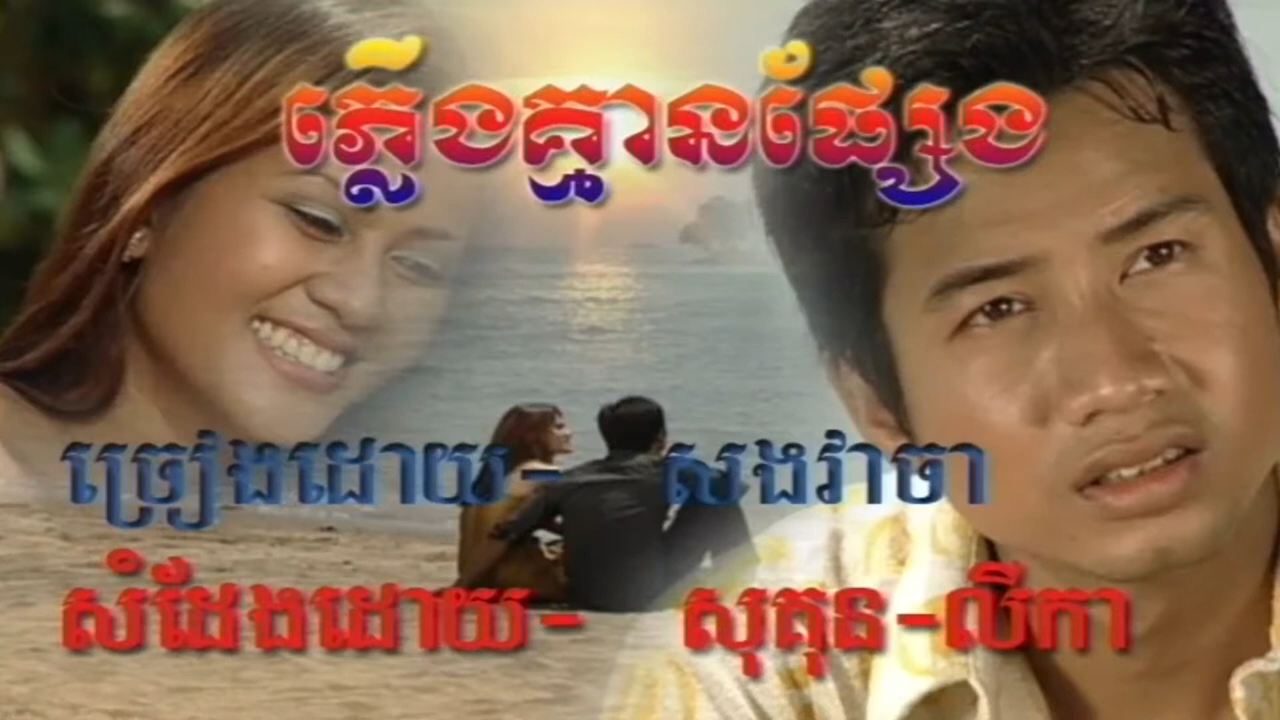 ភ្លើងគ្មានផ្សែង
ច្រៀងដោយ- សងវាចា
សំដែងដោយ- សុគុន-លីកា